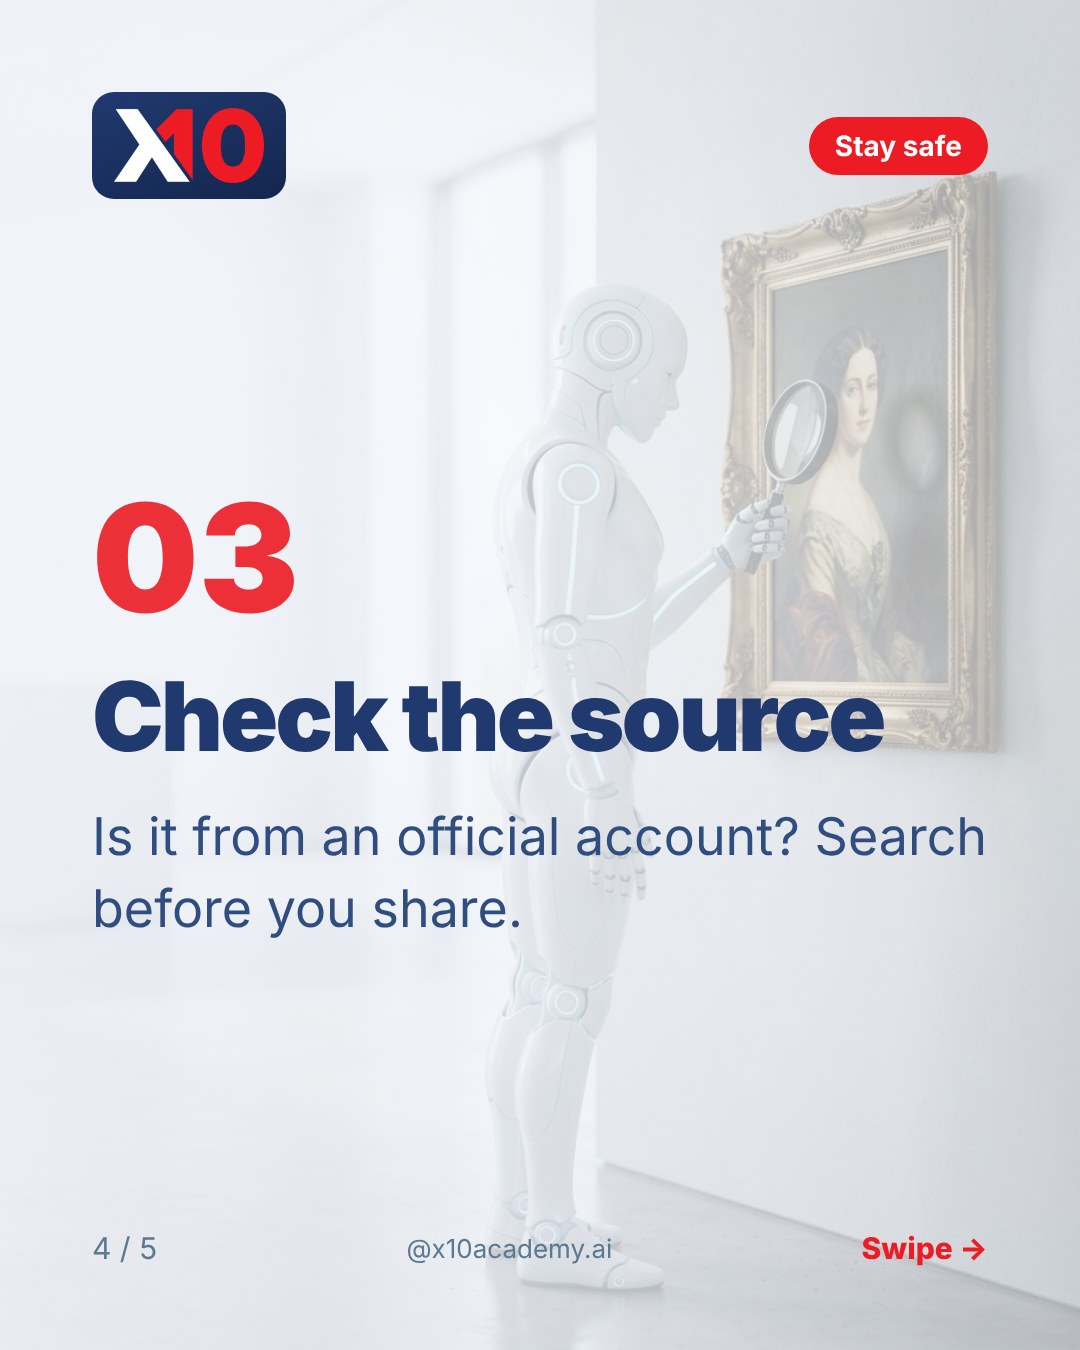 X10
Stay safe
03
Check the source
Is it from an official account? Search
before you share.
4 / 5
@x10academy.ai
Swipe →